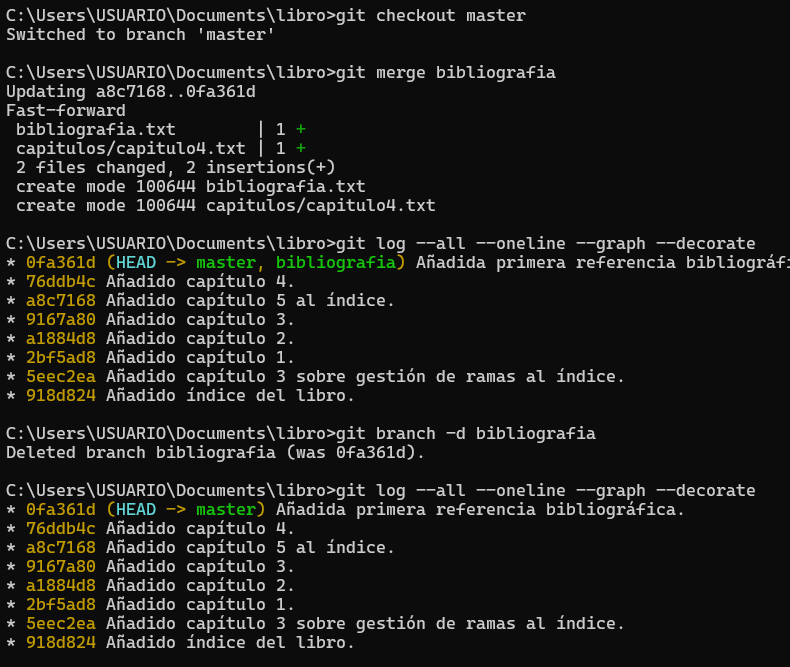 C:\Users\USUARIO\Documents\libro>git checkout master
Switched to branch 'master'
C:\Users\USUARIO\Documents\libro>git merge bibliografia
Updating a8c7168..0fa361d
Fast-forward
 bibliografia.txt        | 1 +
 capitulos/capitulo4.txt | 1 +
 2 files changed, 2 insertions(+)
 create mode 100644 bibliografia.txt
 create mode 100644 capitulos/capitulo4.txt
C:\Users\USUARIO\Documents\libro>git log --all --oneline --graph --decorate
* 0fa361d (HEAD -> master, bibliografia) Añadida primera referencia bibliográfi
* 76ddb4c Añadido capítulo 4.
* a8c7168 Añadido capítulo 5 al índice.
* 9167a80 Añadido capítulo 3.
* a1884d8 Añadido capítulo 2.
* 2bf5ad8 Añadido capítulo 1.
* 5eec2ea Añadido capítulo 3 sobre gestión de ramas al índice.
* 918d824 Añadido índice del libro.
C:\Users\USUARIO\Documents\libro>git branch -d bibliografia
Deleted branch bibliografia (was 0fa361d).
C:\Users\USUARIO\Documents\libro>git log --all --oneline --graph --decorate
* 0fa361d (HEAD -> master) Añadida primera referencia bibliográfica.
* 76ddb4c Añadido capítulo 4.
* a8c7168 Añadido capítulo 5 al índice.
* 9167a80 Añadido capítulo 3.
* a1884d8 Añadido capítulo 2.
* 2bf5ad8 Añadido capítulo 1.
* 5eec2ea Añadido capítulo 3 sobre gestión de ramas al índice.
* 918d824 Añadido índice del libro.